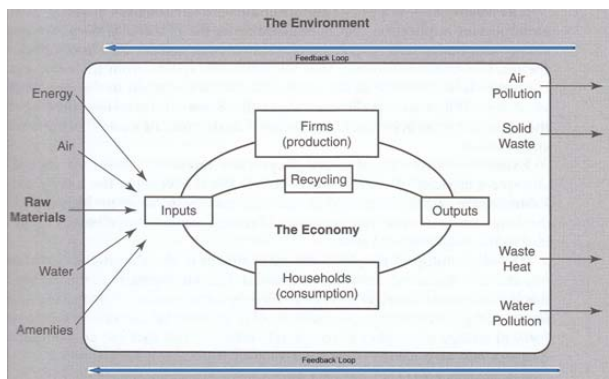 The Environment
Feedback Loop
Energy
Air
Raw
Materials
Water
Amenities
Inputs
Firms
(production)
Recycling
The Economy
Households
(consumption)
Outputs
Air
Pollution
Solid
Waste
Waste
Heat
Water
Pollution
Feedback Loop